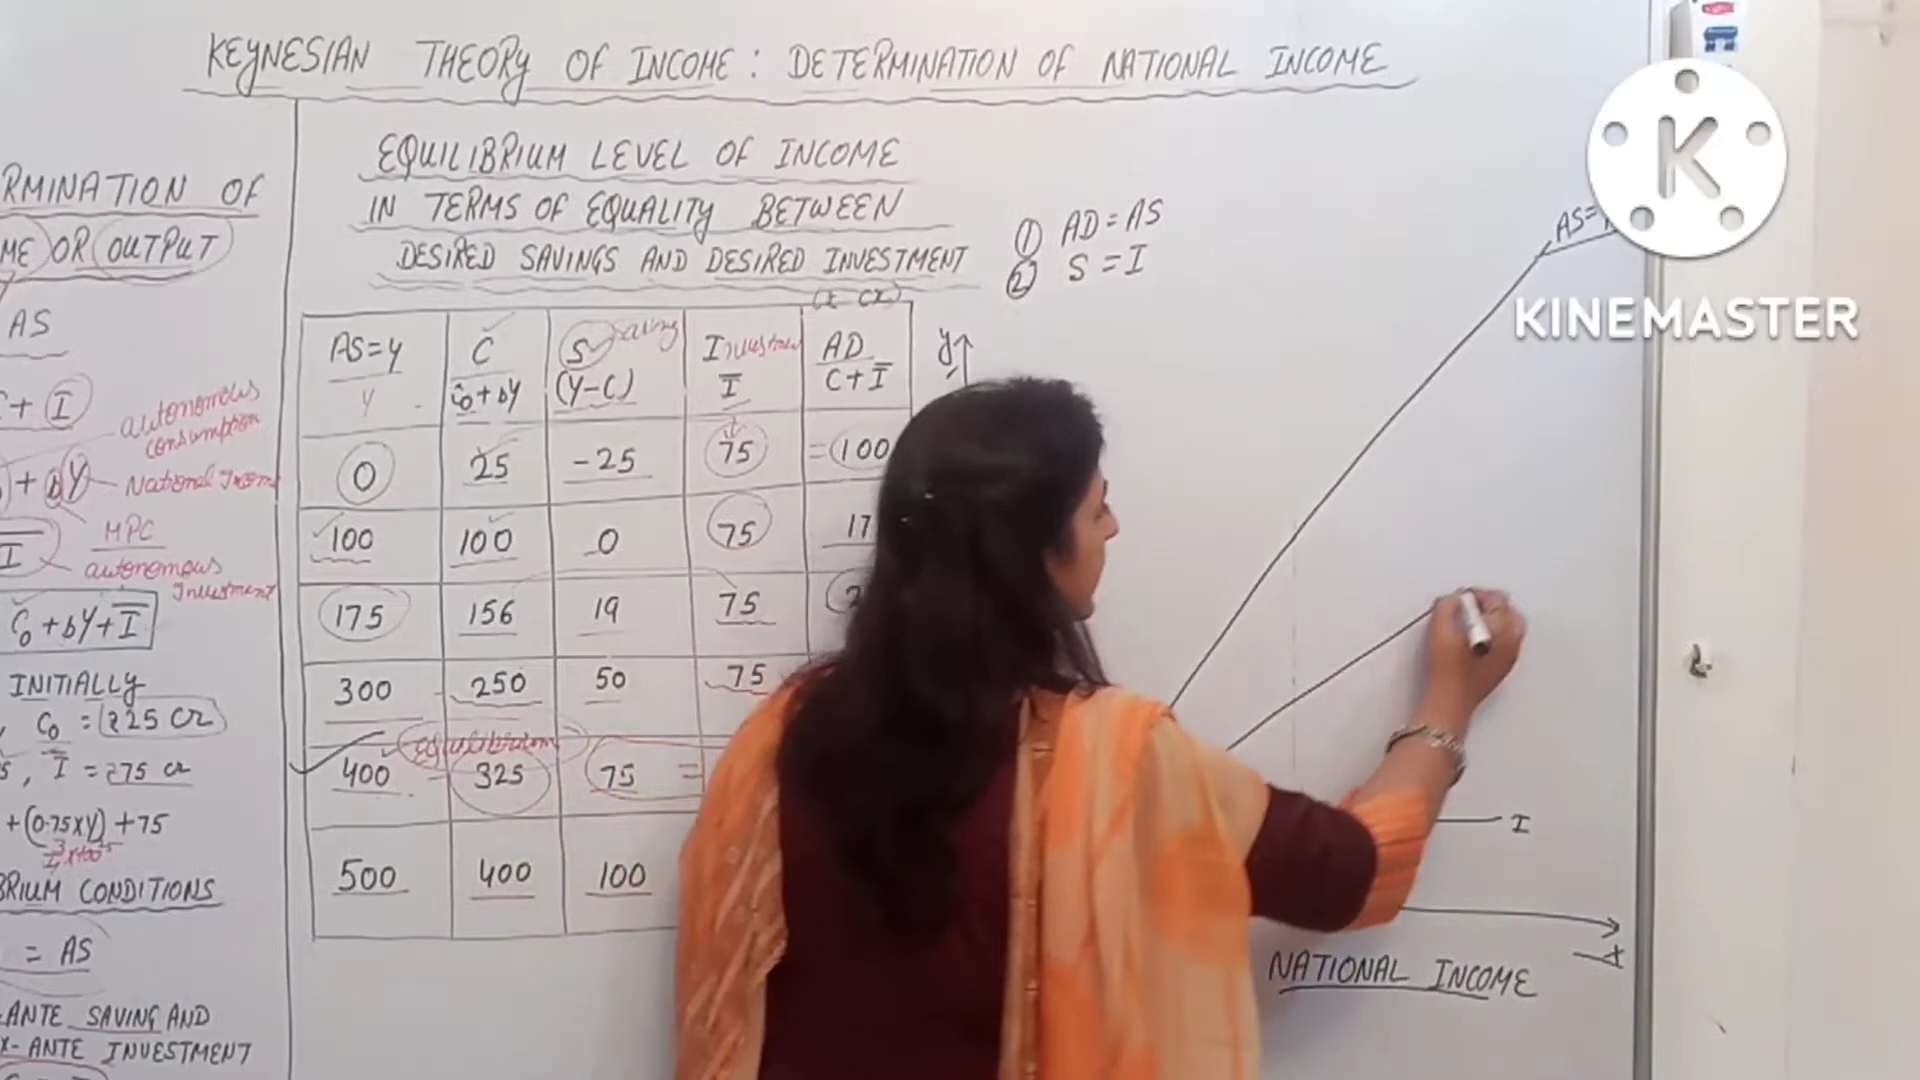 KEYNESIAN THEORY OF INCOME: DETERMINATION OF NATIONAL INCOME
RMINATION OF
ME OR OUTPUT
AS
+ I
autonomous
consumption
+ bY National Income
MPC
I autonomous
Investment
C0 + bY + I
INITIALLY
C0 = ₹25 CR
I = ₹75 CR
+ (0.75XY) + 75
BRIUM CONDITIONS
= AS
ANTE SAVING AND
X-ANTE INVESTMENT
EQUILIBRIUM LEVEL OF INCOME
IN TERMS OF EQUALITY BETWEEN
DESIRED SAVINGS AND DESIRED INVESTMENT
① AD = AS
② S = I
AS=Y C S I AD
Y C0+bY (Y-C) I C+I
0 25 -25 75 =100
100 100 0 75 17
175 156 19 75 2
300 250 50 75
equilibrium
400 325 75 =
500 400 100
Y
AS=
I
X
NATIONAL INCOME
K
KINEMASTER